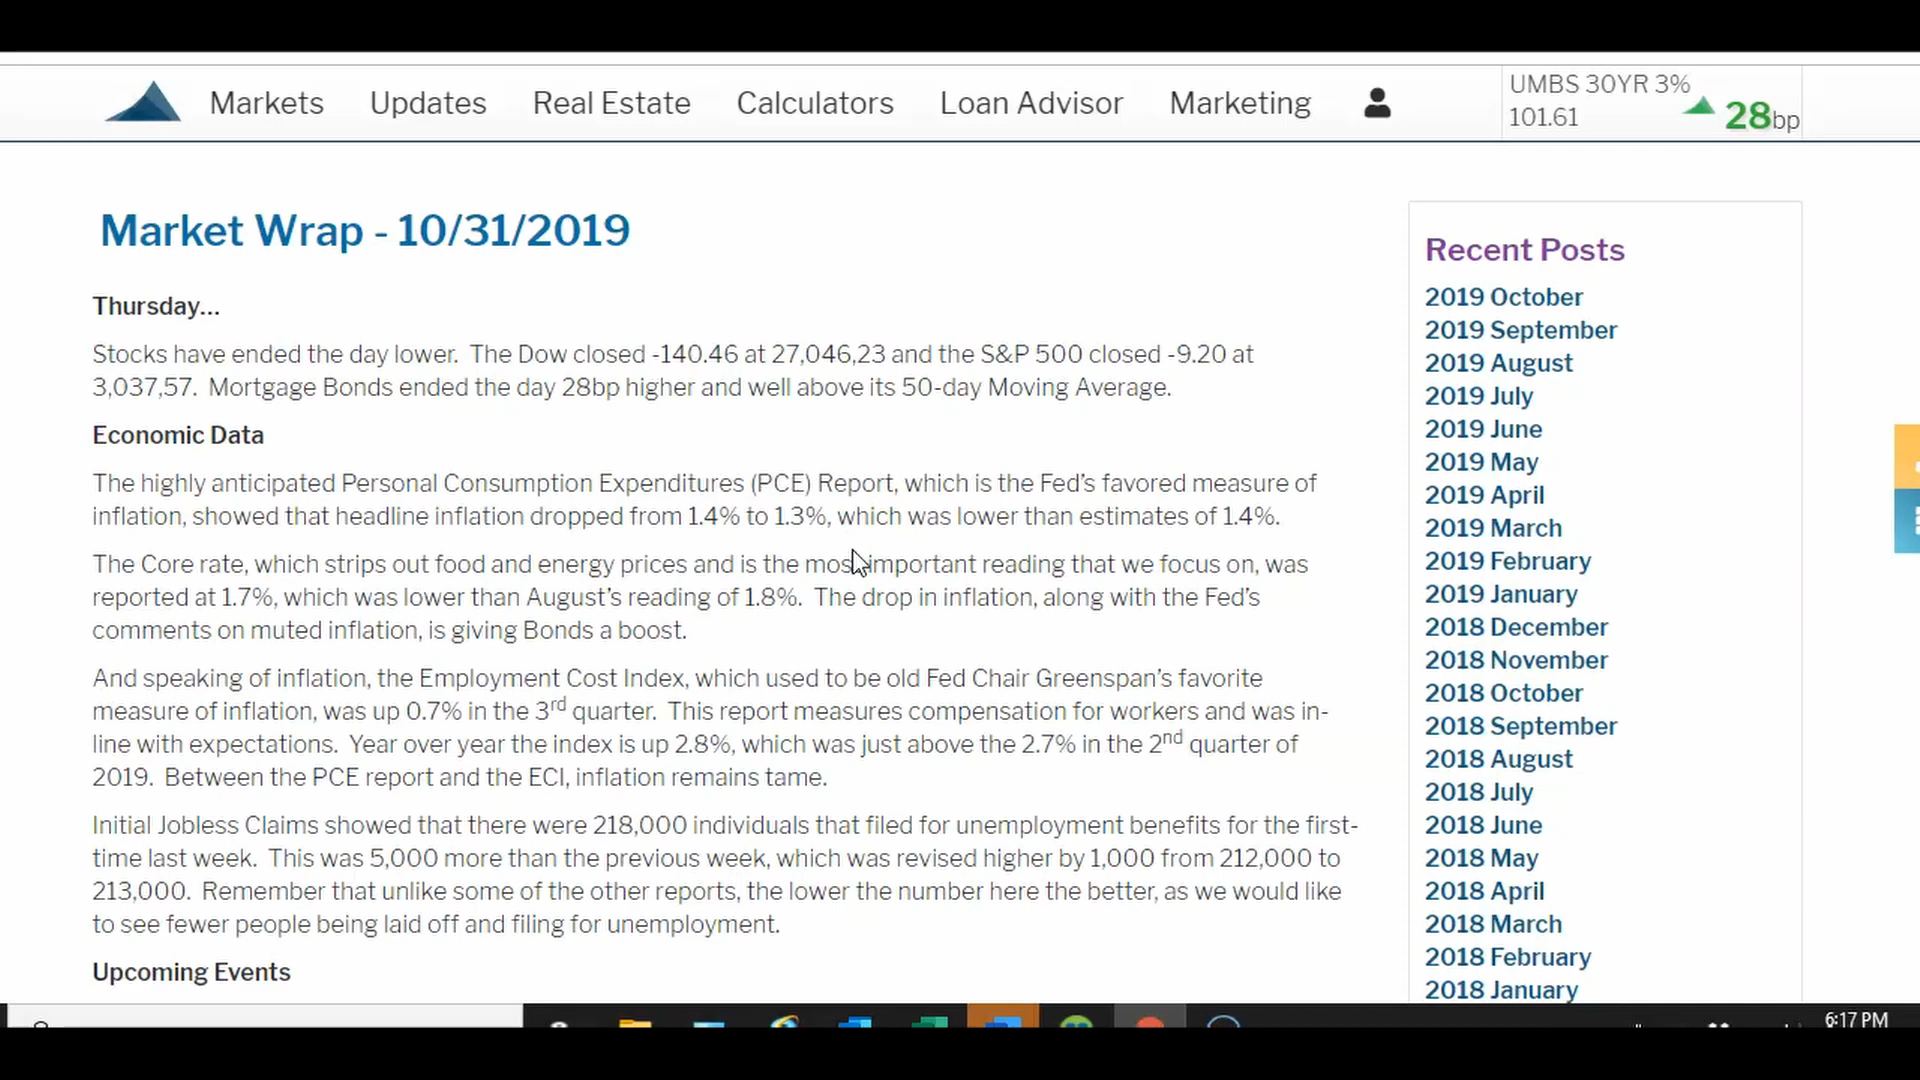 Markets Updates Real Estate Calculators Loan Advisor Marketing
UMBS 30YR 3%
101.61 28bp
Market Wrap - 10/31/2019
Thursday...
Stocks have ended the day lower. The Dow closed -140.46 at 27,046,23 and the S&P 500 closed -9.20 at
3,037,57. Mortgage Bonds ended the day 28bp higher and well above its 50-day Moving Average.
Economic Data
The highly anticipated Personal Consumption Expenditures (PCE) Report, which is the Fed's favored measure of
inflation, showed that headline inflation dropped from 1.4% to 1.3%, which was lower than estimates of 1.4%.
The Core rate, which strips out food and energy prices and is the most important reading that we focus on, was
reported at 1.7%, which was lower than August's reading of 1.8%. The drop in inflation, along with the Fed's
comments on muted inflation, is giving Bonds a boost.
And speaking of inflation, the Employment Cost Index, which used to be old Fed Chair Greenspan's favorite
measure of inflation, was up 0.7% in the 3rd quarter. This report measures compensation for workers and was in-
line with expectations. Year over year the index is up 2.8%, which was just above the 2.7% in the 2nd quarter of
2019. Between the PCE report and the ECI, inflation remains tame.
Initial Jobless Claims showed that there were 218,000 individuals that filed for unemployment benefits for the first-
time last week. This was 5,000 more than the previous week, which was revised higher by 1,000 from 212,000 to
213,000. Remember that unlike some of the other reports, the lower the number here the better, as we would like
to see fewer people being laid off and filing for unemployment.
Upcoming Events
Recent Posts
2019 October
2019 September
2019 August
2019 July
2019 June
2019 May
2019 April
2019 March
2019 February
2019 January
2018 December
2018 November
2018 October
2018 September
2018 August
2018 July
2018 June
2018 May
2018 April
2018 March
2018 February
2018 January
6:17 PM